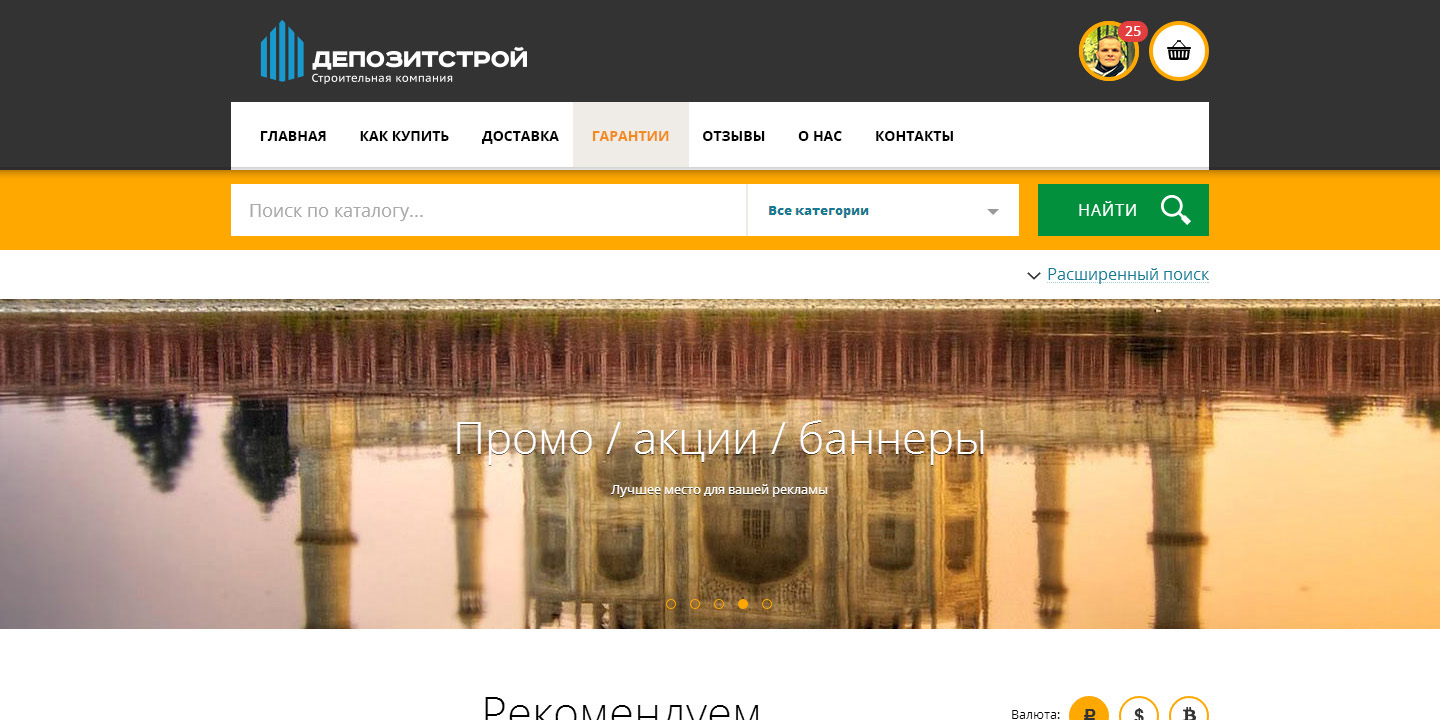 ДЕПОЗИТСТРОЙ
Строительная компания
25
ГЛАВНАЯ КАК КУПИТЬ ДОСТАВКА ГАРАНТИИ ОТЗЫВЫ О НАС КОНТАКТЫ
Поиск по каталогу... Все категории НАЙТИ
Расширенный поиск
Промо / акции / баннеры
Лучшее место для вашей рекламы
Рекомендуем
Валюта: ₽ $ ₿